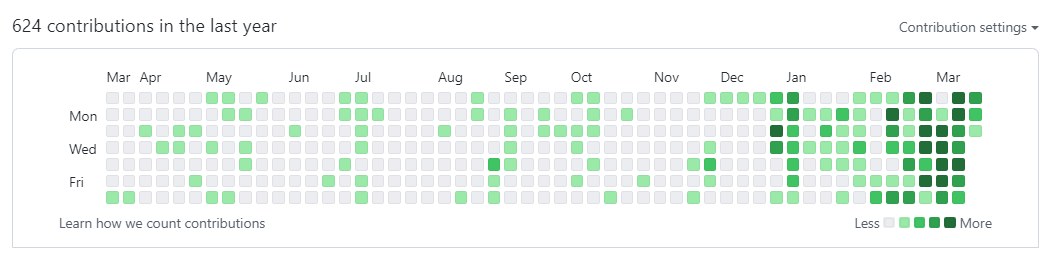 624 contributions in the last year
Contribution settings
Mar Apr May Jun Jul Aug Sep Oct Nov Dec Jan Feb Mar
Mon
Wed
Fri
Learn how we count contributions
Less More